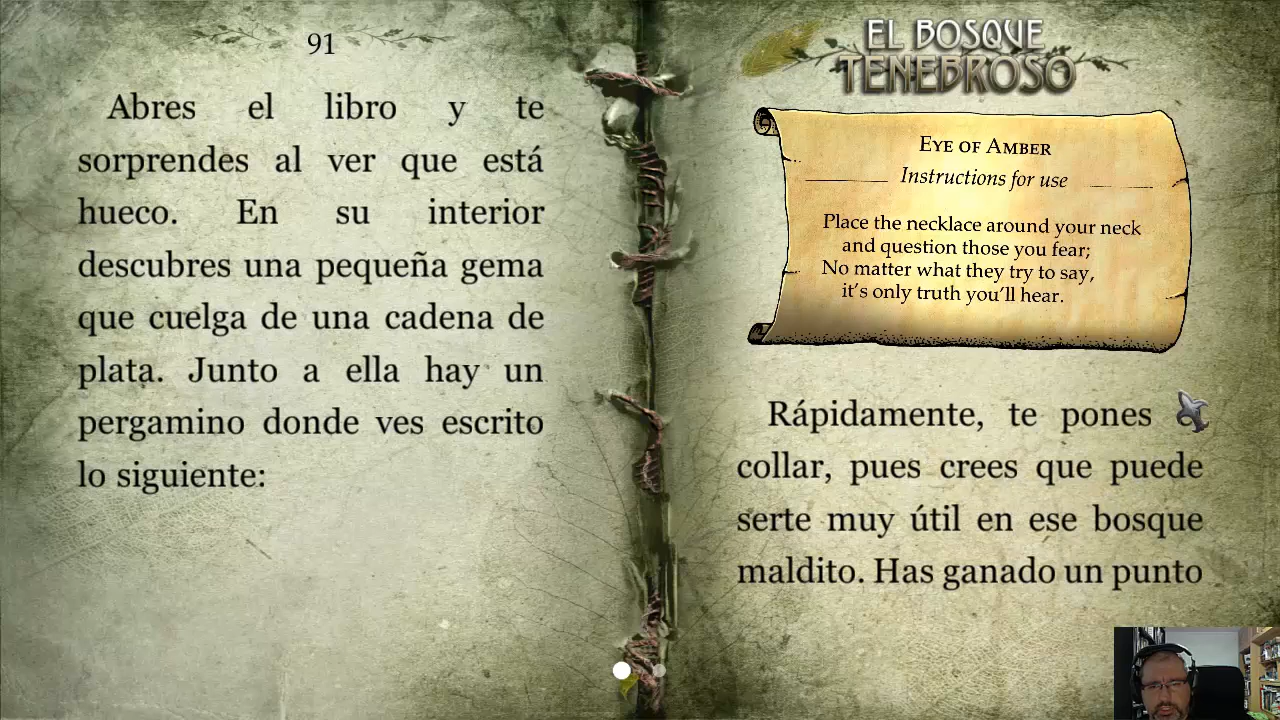 91
Abres el libro y te
sorprendes al ver que está
hueco. En su interior
descubres una pequeña gema
que cuelga de una cadena de
plata. Junto a ella hay un
pergamino donde ves escrito
lo siguiente:
EL BOSQUE
TENEBROSO
EYE OF AMBER
Instructions for use
Place the necklace around your neck
and question those you fear;
No matter what they try to say,
it's only truth you'll hear.
Rápidamente, te pones
collar, pues crees que puede
serte muy útil en ese bosque
maldito. Has ganado un punto